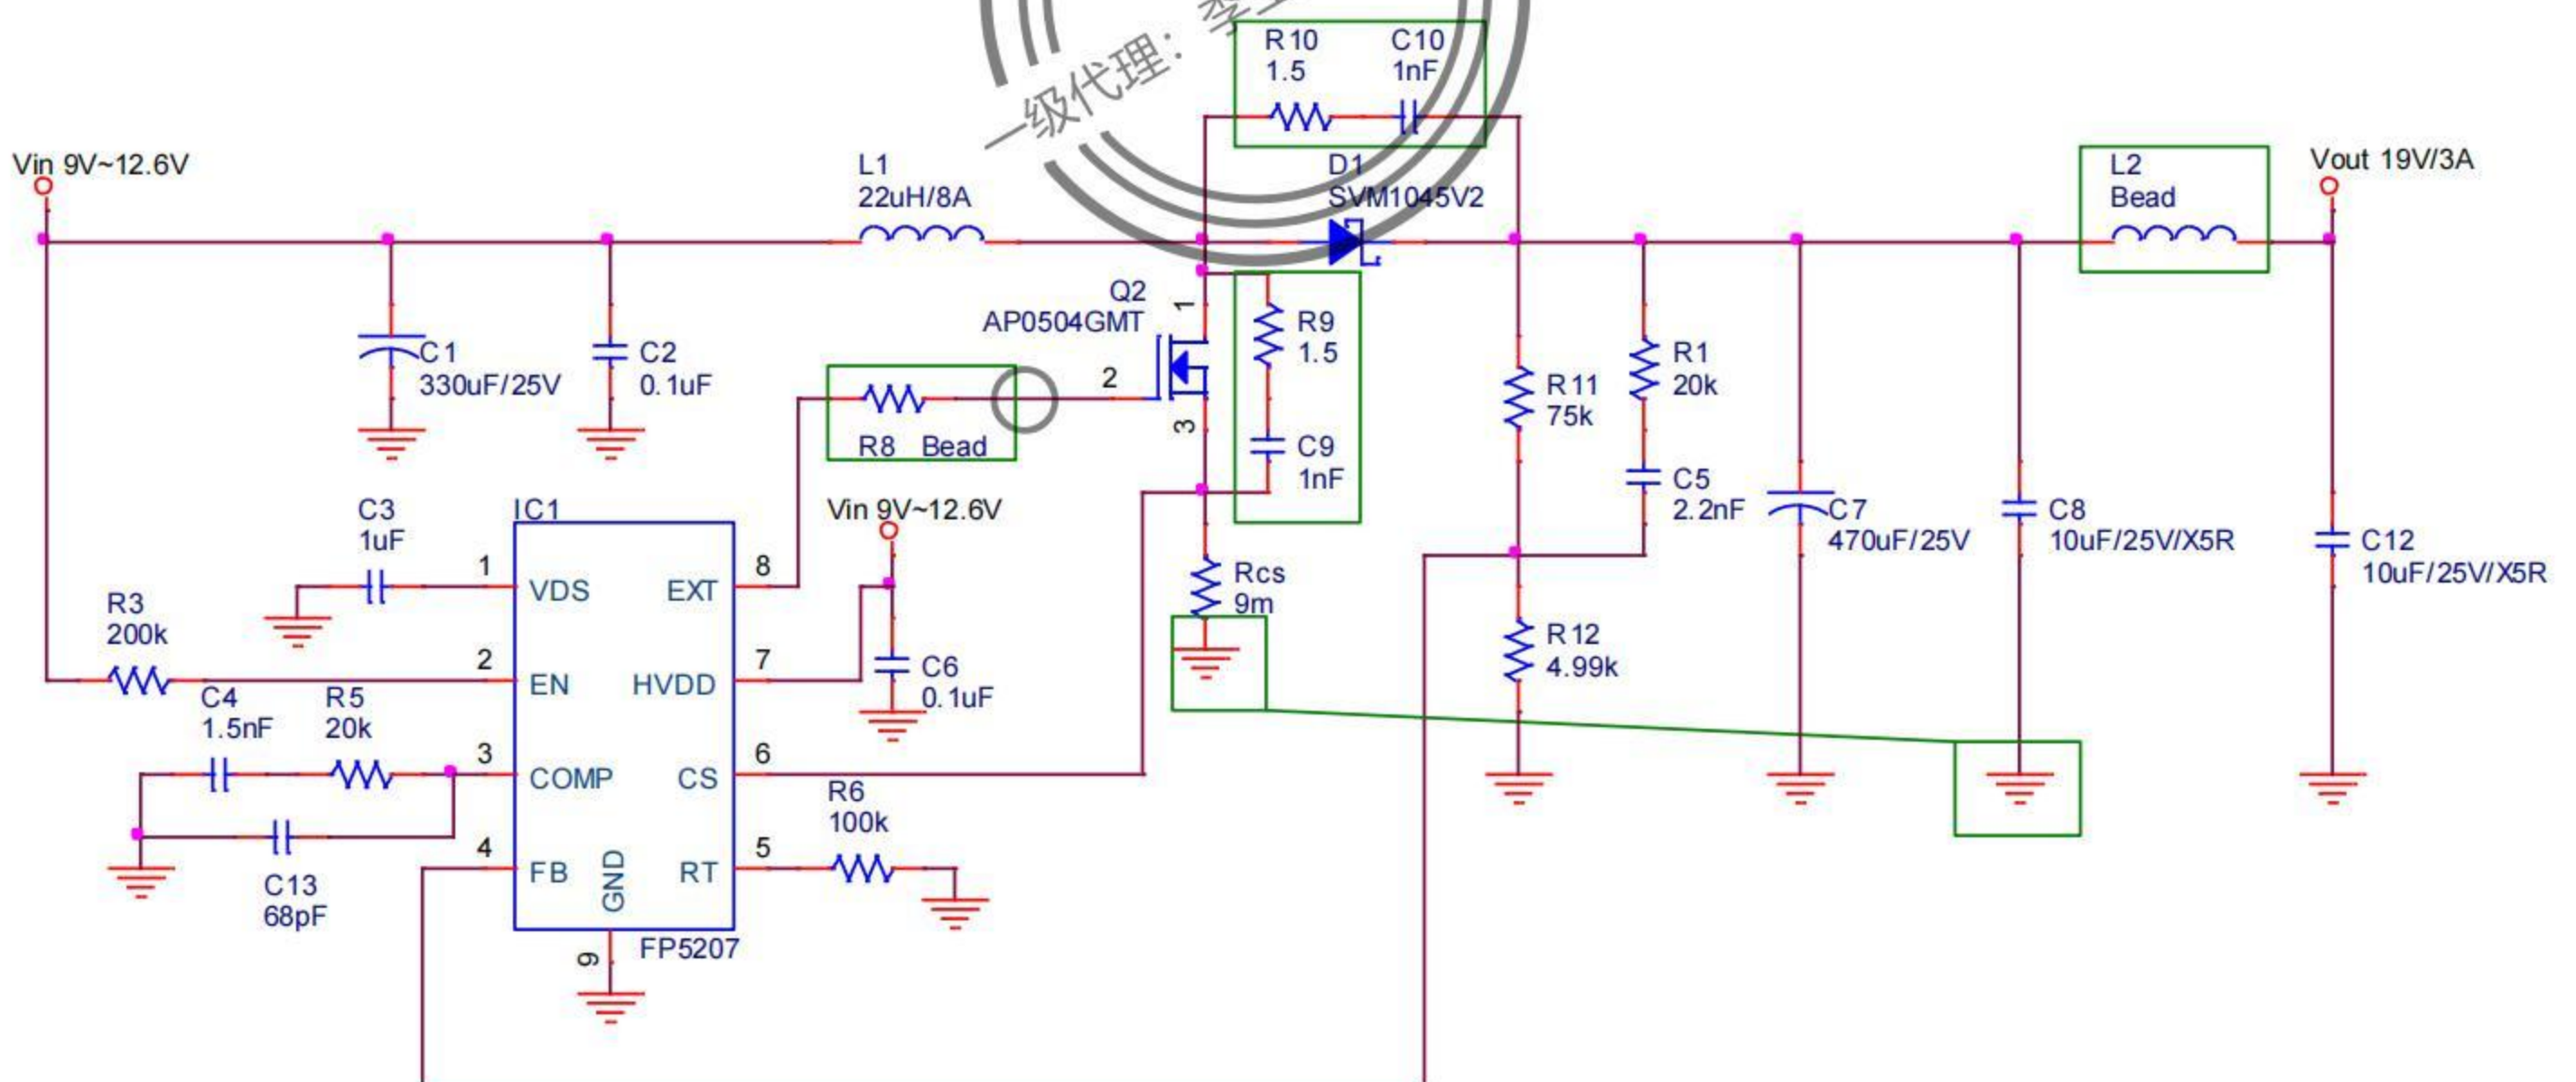 一级代理：李
R10
1.5
C10
1nF
Vin 9V~12.6V
L1
22uH/8A
D1
SVM1045V2
L2
Bead
Vout 19V/3A
Q2
AP0504GMT
1
2
3
R9
1.5
C9
1nF
C1
330uF/25V
C2
0.1uF
R8 Bead
R11
75k
R1
20k
C5
2.2nF
C7
470uF/25V
C8
10uF/25V/X5R
C12
10uF/25V/X5R
C3
1uF
IC1
Vin 9V~12.6V
1
VDS
EXT
8
Rcs
9m
R3
200k
2
EN
HVDD
7
C6
0.1uF
R12
4.99k
C4
1.5nF
R5
20k
3
COMP
CS
6
R6
100k
4
FB
GND
RT
5
C13
68pF
9
FP5207